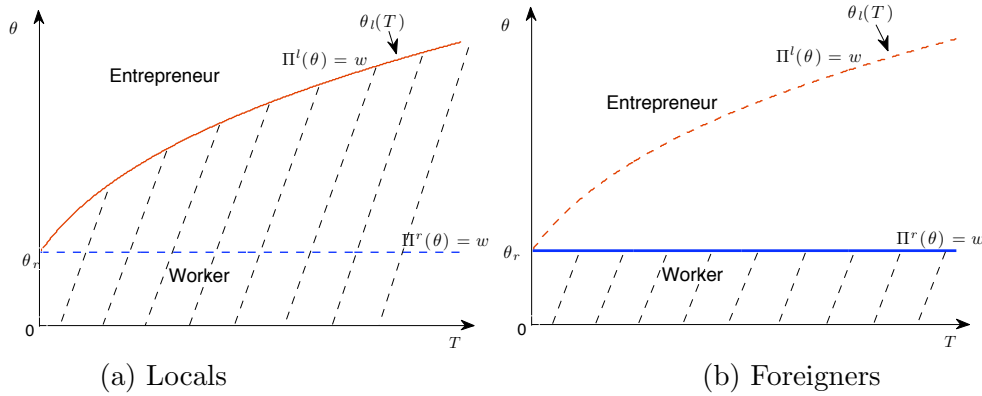 θ
θ_l(T)
Π^l(θ) = w
Entrepreneur
Π^r(θ) = w
θ_r
Worker
0
T
(a) Locals
θ
θ_l(T)
Π^l(θ) = w
Entrepreneur
Π^r(θ) = w
θ_r
Worker
0
T
(b) Foreigners